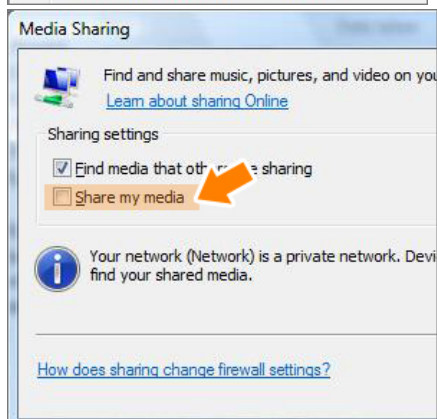 Media Sharing
Find and share music, pictures, and video on you
Learn about sharing Online
Sharing settings
Find media that others are sharing
Share my media
Your network (Network) is a private network. Devi
find your shared media.
How does sharing change firewall settings?